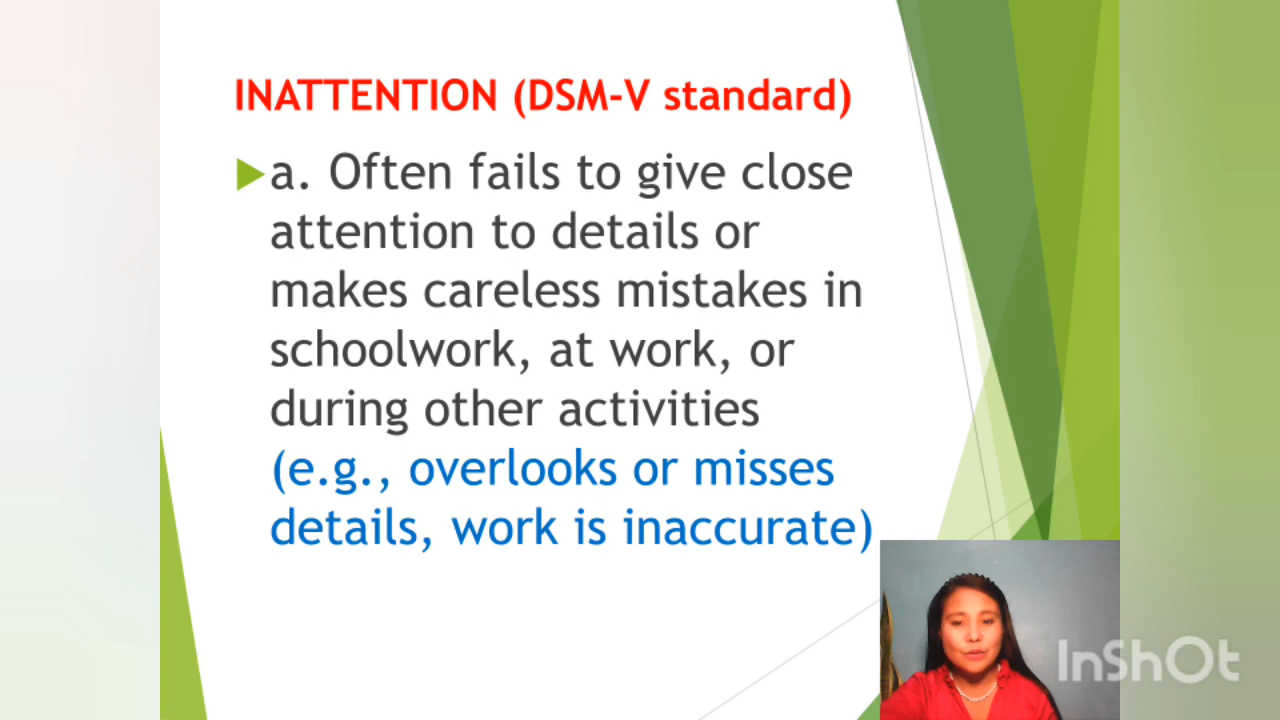 INATTENTION (DSM-V standard)
a. Often fails to give close
attention to details or
makes careless mistakes in
schoolwork, at work, or
during other activities
(e.g., overlooks or misses
details, work is inaccurate)
InShOt